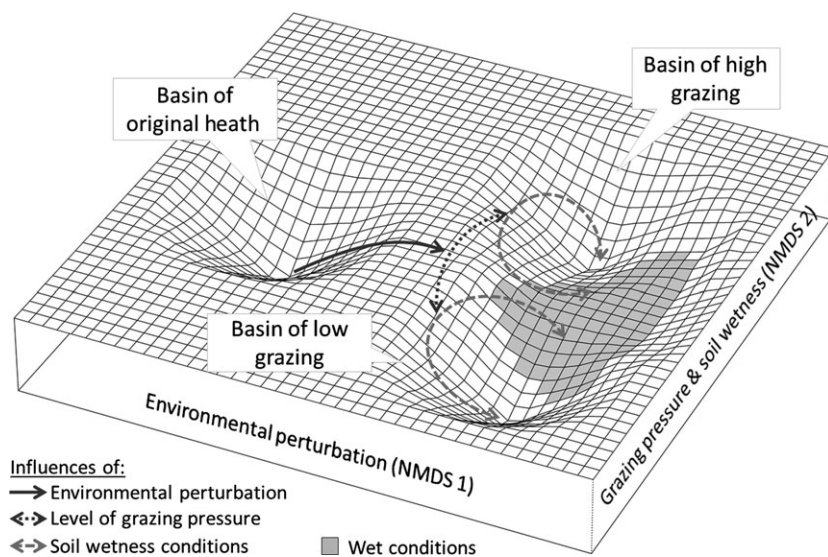 Basin of
original heath
Basin of high
grazing
Basin of low
grazing
Environmental perturbation (NMDS 1)
Grazing pressure & soil wetness (NMDS 2)
Influences of:
Environmental perturbation
Level of grazing pressure
Soil wetness conditions
Wet conditions